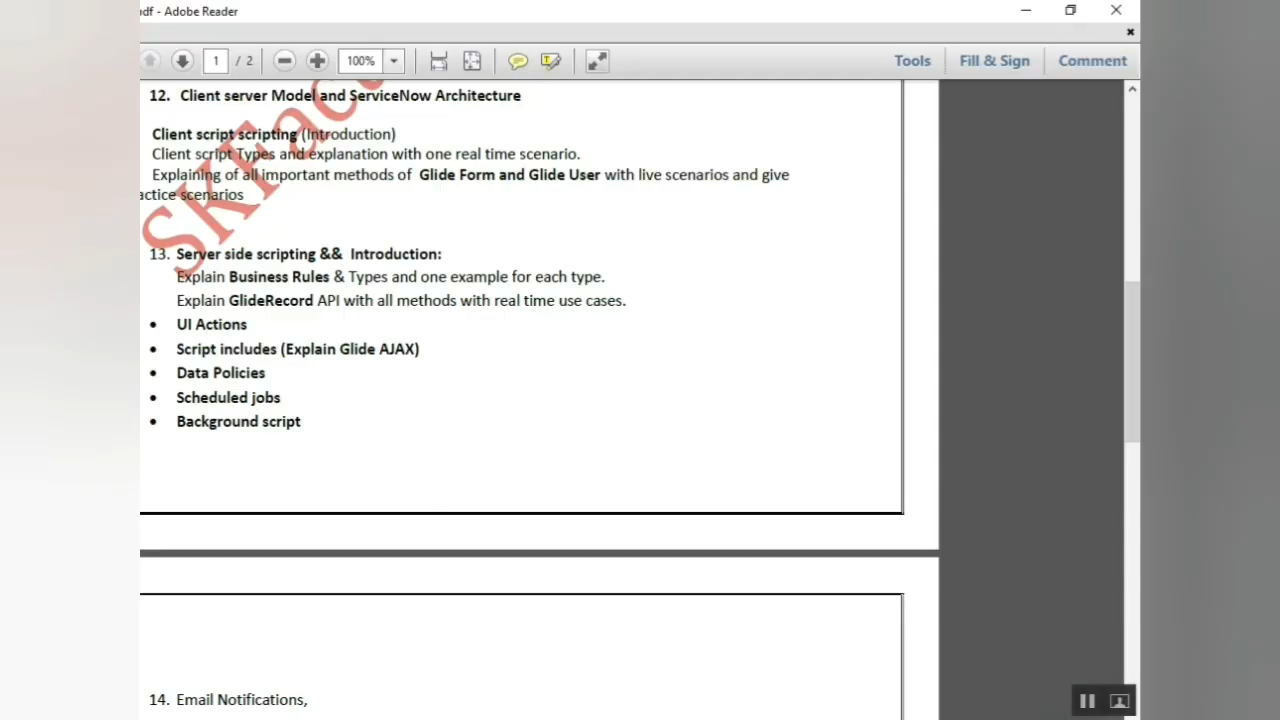 df - Adobe Reader
1 / 2
100%
Tools
Fill & Sign
Comment
12. Client server Model and ServiceNow Architecture
Client script scripting (Introduction)
Client script Types and explanation with one real time scenario.
Explaining of all important methods of Glide Form and Glide User with live scenarios and give
actice scenarios
SKFac
13. Server side scripting && Introduction:
Explain Business Rules & Types and one example for each type.
Explain GlideRecord API with all methods with real time use cases.
• UI Actions
• Script includes (Explain Glide AJAX)
• Data Policies
• Scheduled jobs
• Background script
14. Email Notifications,